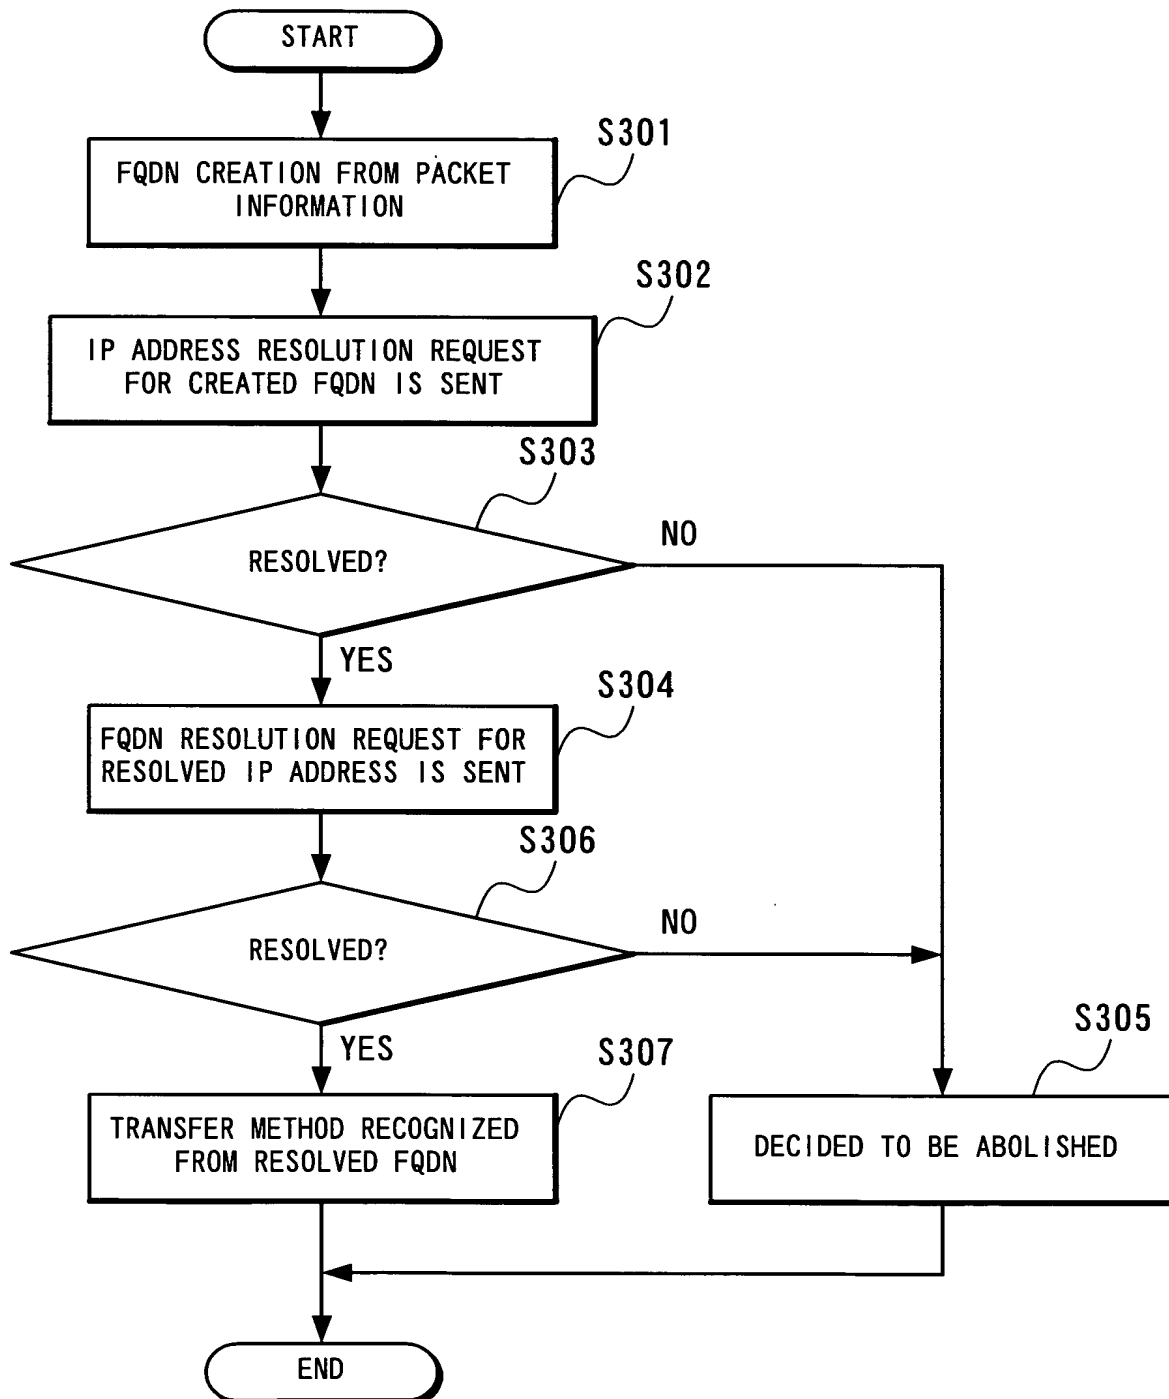 START
S301
FQDN CREATION FROM PACKET
INFORMATION
S302
IP ADDRESS RESOLUTION REQUEST
FOR CREATED FQDN IS SENT
S303
RESOLVED?
NO
YES
S304
FQDN RESOLUTION REQUEST FOR
RESOLVED IP ADDRESS IS SENT
S306
RESOLVED?
NO
YES
S307
TRANSFER METHOD RECOGNIZED
FROM RESOLVED FQDN
S305
DECIDED TO BE ABOLISHED
END